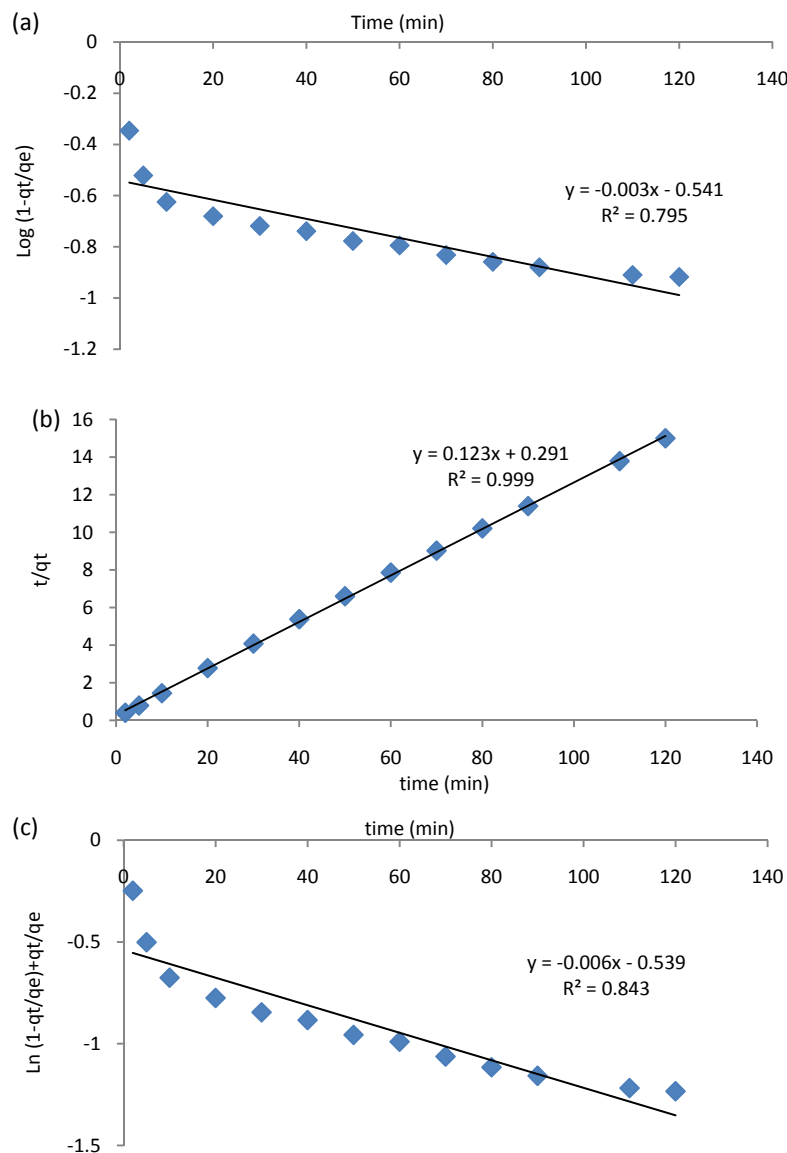 (a)
Time (min)
0
0 20 40 60 80 100 120 140
-0.2
-0.4
-0.6
-0.8
-1
-1.2
Log (1-qt/qe)
y = -0.003x - 0.541
R² = 0.795
(b)
16
14
12
10
8
6
4
2
0
t/qt
y = 0.123x + 0.291
R² = 0.999
0 20 40 60 80 100 120 140
time (min)
(c)
time (min)
0
0 20 40 60 80 100 120 140
-0.5
-1
-1.5
Ln (1-qt/qe)+qt/qe
y = -0.006x - 0.539
R² = 0.843